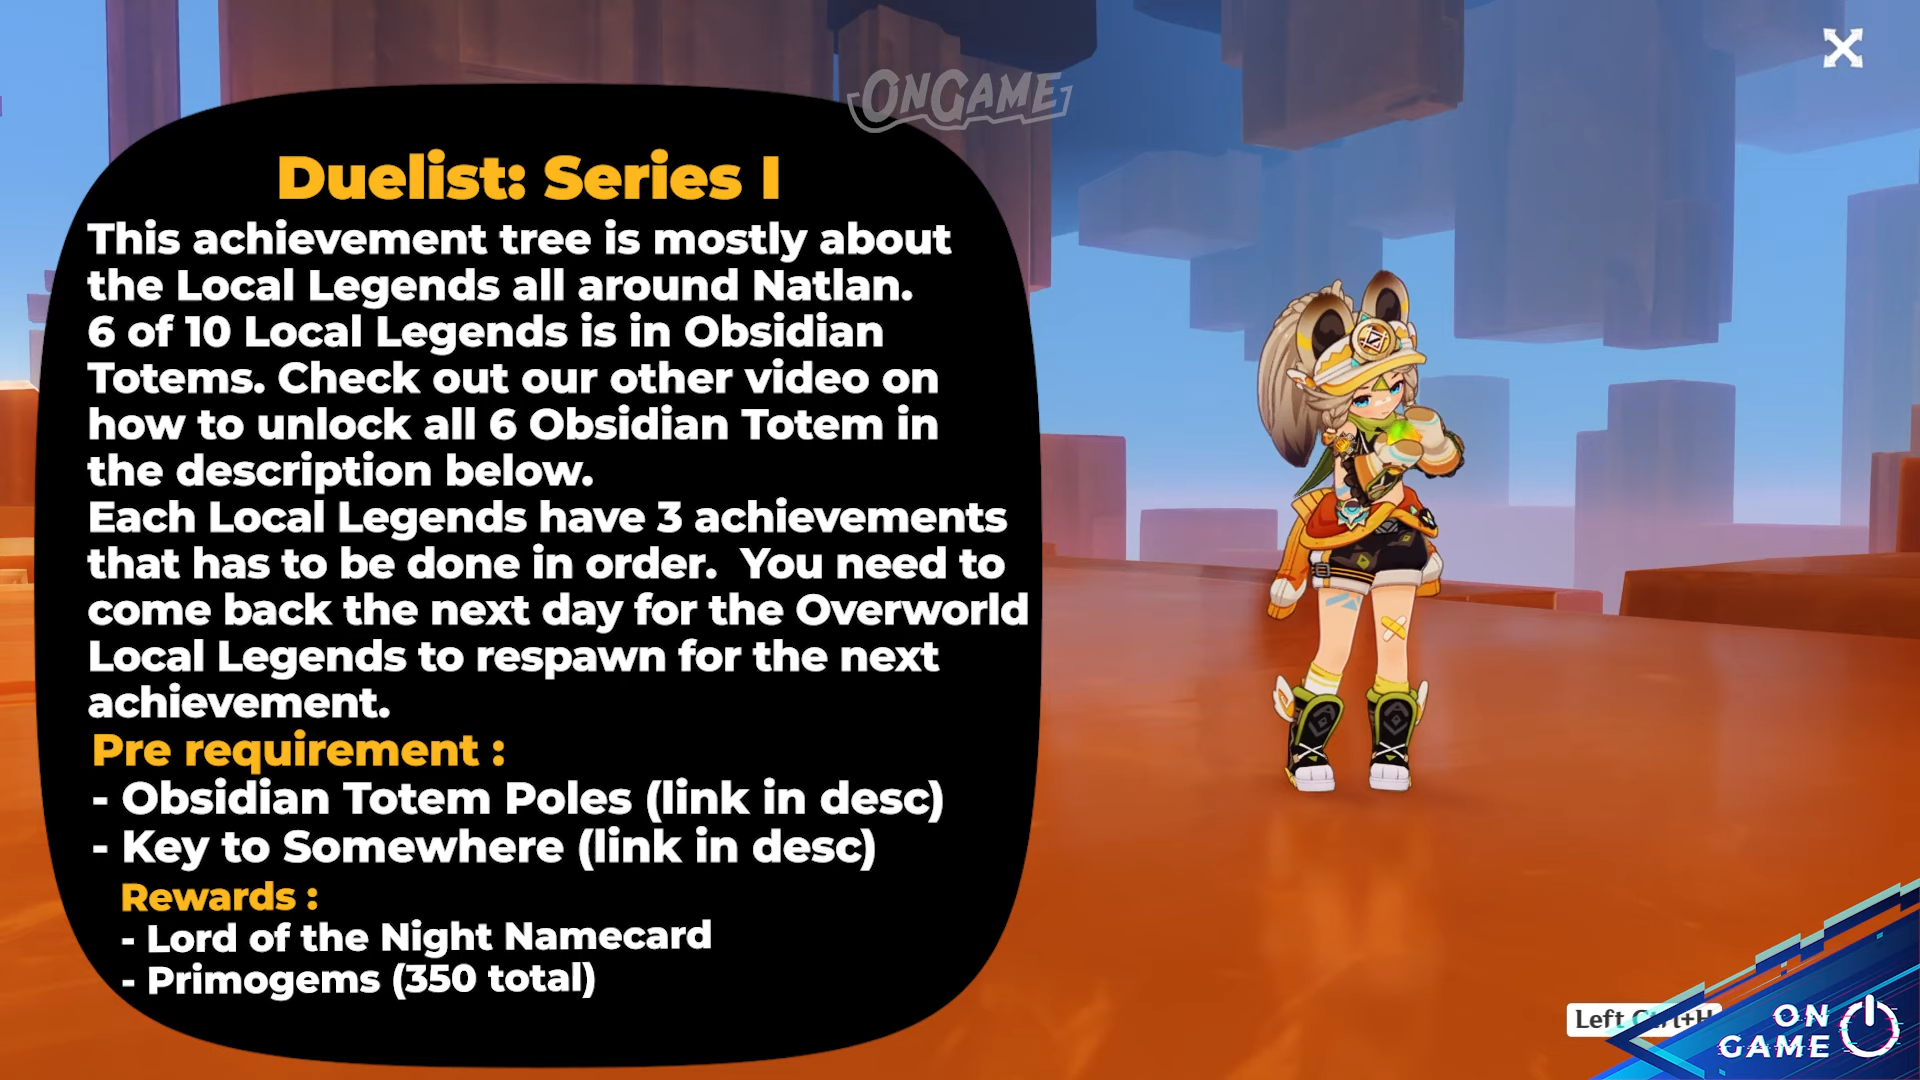 ONGAME
Duelist: Series I
This achievement tree is mostly about
the Local Legends all around Natlan.
6 of 10 Local Legends is in Obsidian
Totems. Check out our other video on
how to unlock all 6 Obsidian Totem in
the description below.
Each Local Legends have 3 achievements
that has to be done in order.  You need to
come back the next day for the Overworld
Local Legends to respawn for the next
achievement.
Pre requirement :
- Obsidian Totem Poles (link in desc)
- Key to Somewhere (link in desc)
Rewards :
- Lord of the Night Namecard
- Primogems (350 total)
Left Ctrl+H
ON
GAME